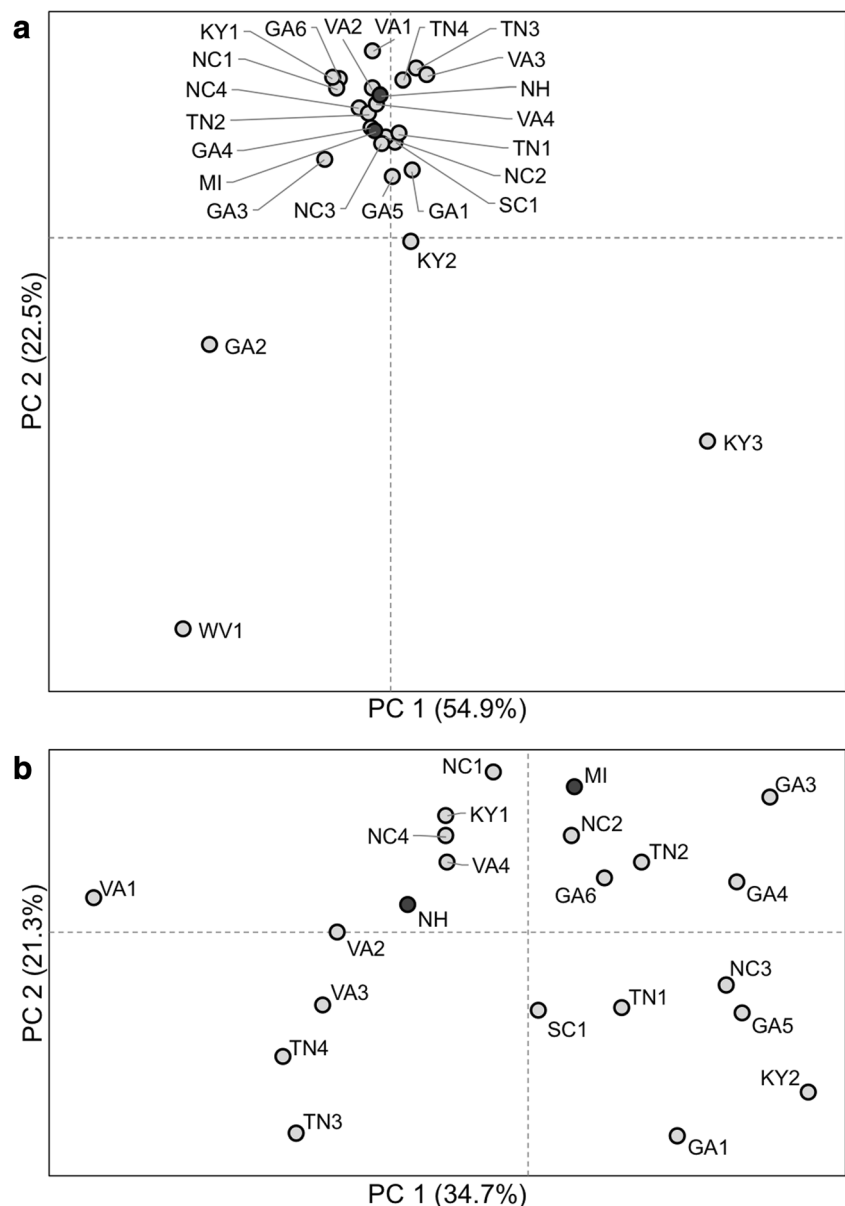 a
KY1 GA6 VA2 VA1 TN4 TN3
NC1 VA3
NC4 NH
TN2 VA4
GA4 TN1
MI NC2
GA3 NC3 GA5 GA1 SC1
KY2
GA2
KY3
WV1
PC 2 (22.5%)
PC 1 (54.9%)
b
NC1 MI GA3
KY1
NC4 NC2
VA4 TN2
VA1 GA6 GA4
NH
VA2
VA3 NC3
TN1
SC1 GA5
TN4
KY2
TN3
GA1
PC 2 (21.3%)
PC 1 (34.7%)